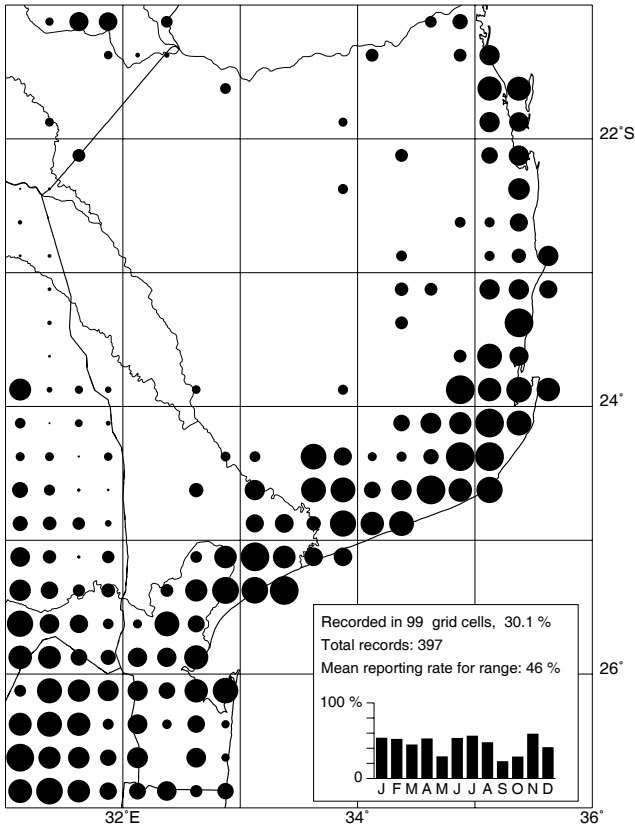 22°S
24°
Recorded in 99 grid cells, 30.1 %
Total records: 397
Mean reporting rate for range: 46 %
26°
100 %
0
J F M A M J J A S O N D
32°E
34°
36°